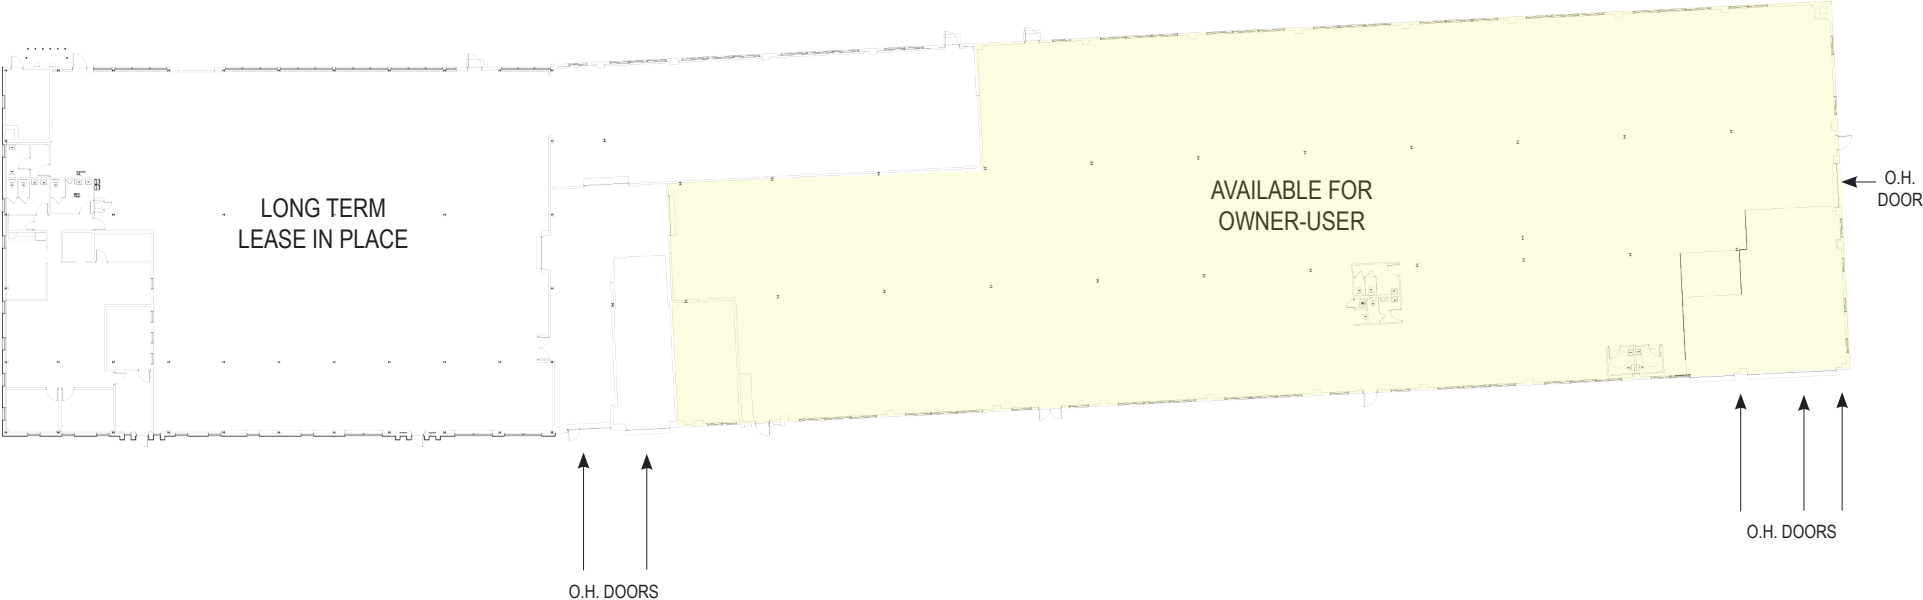 LONG TERM
LEASE IN PLACE
AVAILABLE FOR
OWNER-USER
O.H.
DOOR
O.H. DOORS
O.H. DOORS